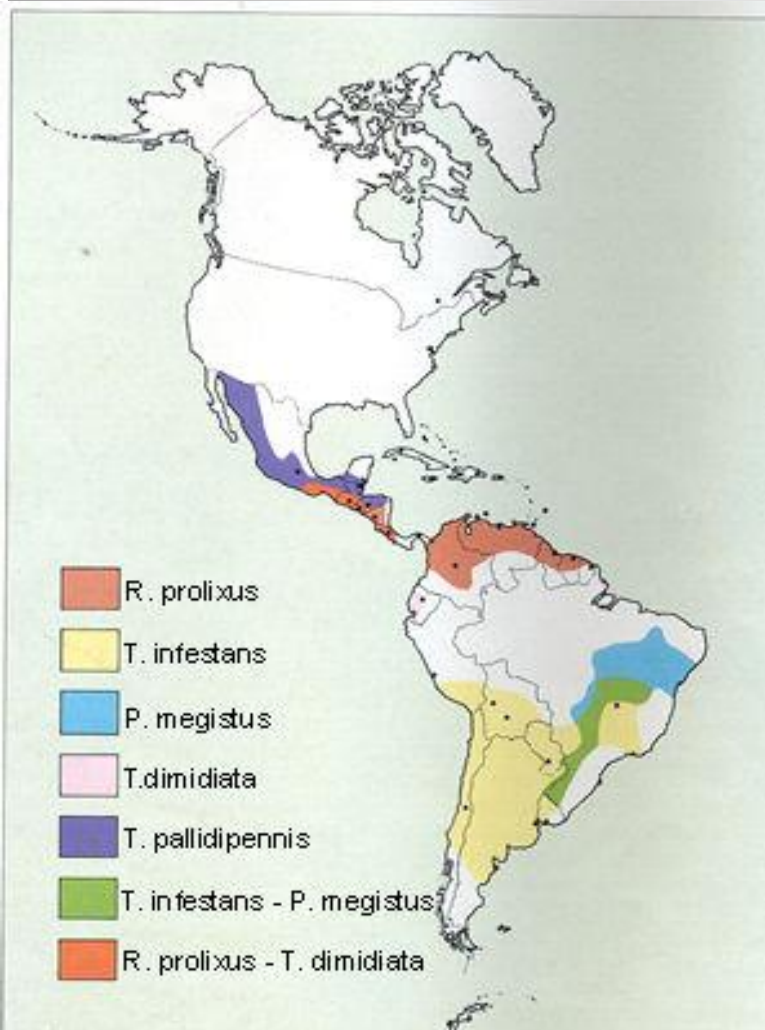 R. prolixus
T. infestans
P. megistus
T.dimidiata
T. pallidipennis
T. infestans - P. megistus
R. prolixus - T. dimidiata